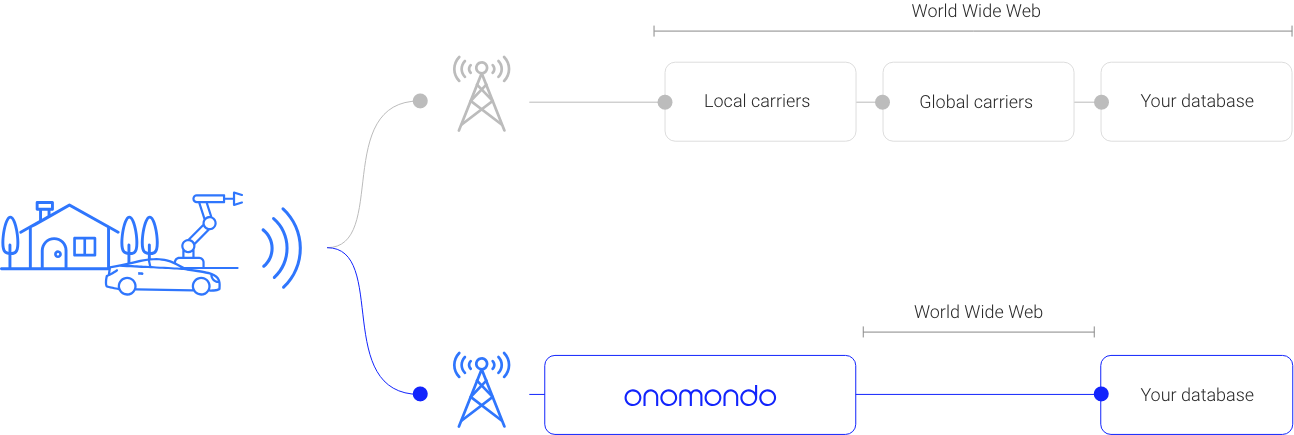 World Wide Web
Local carriers
Global carriers
Your database
World Wide Web
onomondo
Your database